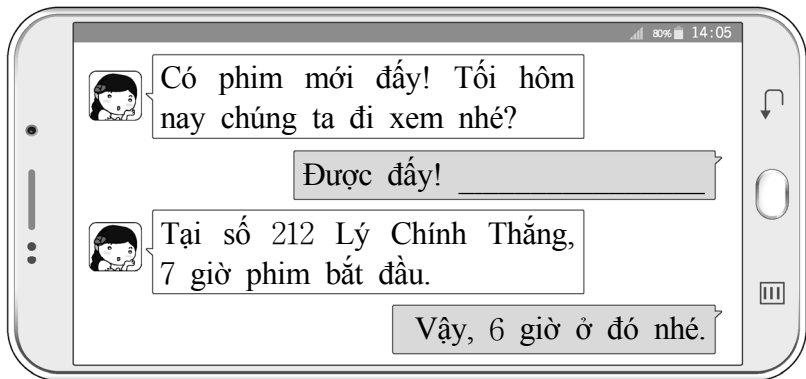 80% 14:05
Có phim mới đấy! Tối hôm
nay chúng ta đi xem nhé?
Được đấy! __________________
Tại số 212 Lý Chính Thắng,
7 giờ phim bắt đầu.
Vậy, 6 giờ ở đó nhé.